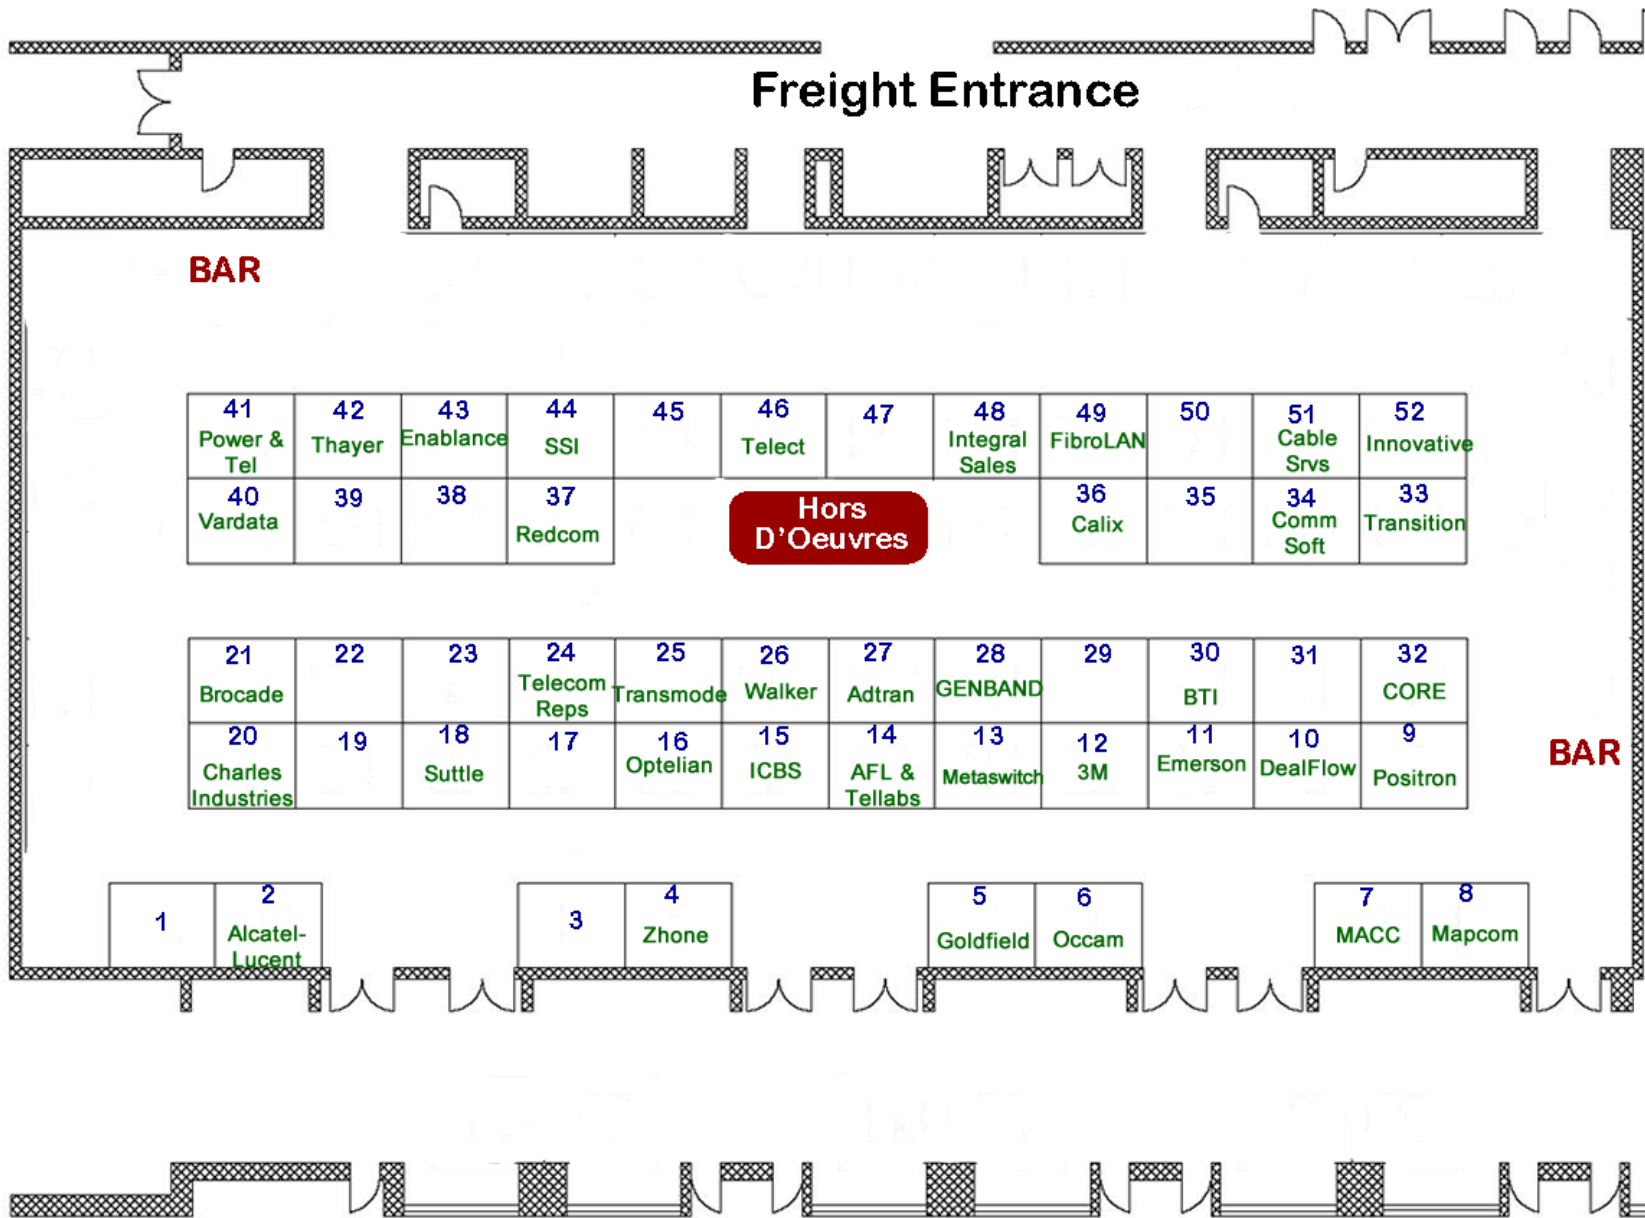 Freight Entrance
BAR
41 42 43 44 45 46 47 48 49 50 51 52
Power & Tel
Thayer
Enablance
SSI
Telect
Integral Sales
FibroLAN
Cable Srvs
Innovative
40 39 38 37 36 35 34 33
Vardata
Redcom
Hors
D'Oeuvres
Calix
Comm Soft
Transition
21 22 23 24 25 26 27 28 29 30 31 32
Brocade
Telecom Reps
Transmode
Walker
Adtran
GENBAND
BTI
CORE
20 19 18 17 16 15 14 13 12 11 10 9
Charles Industries
Suttle
Optelian
ICBS
AFL & Tellabs
Metaswitch
3M
Emerson
DealFlow
Positron
BAR
1 2 3 4 5 6 7 8
Alcatel-
Lucent
Zhone
Goldfield
Occam
MACC
Mapcom